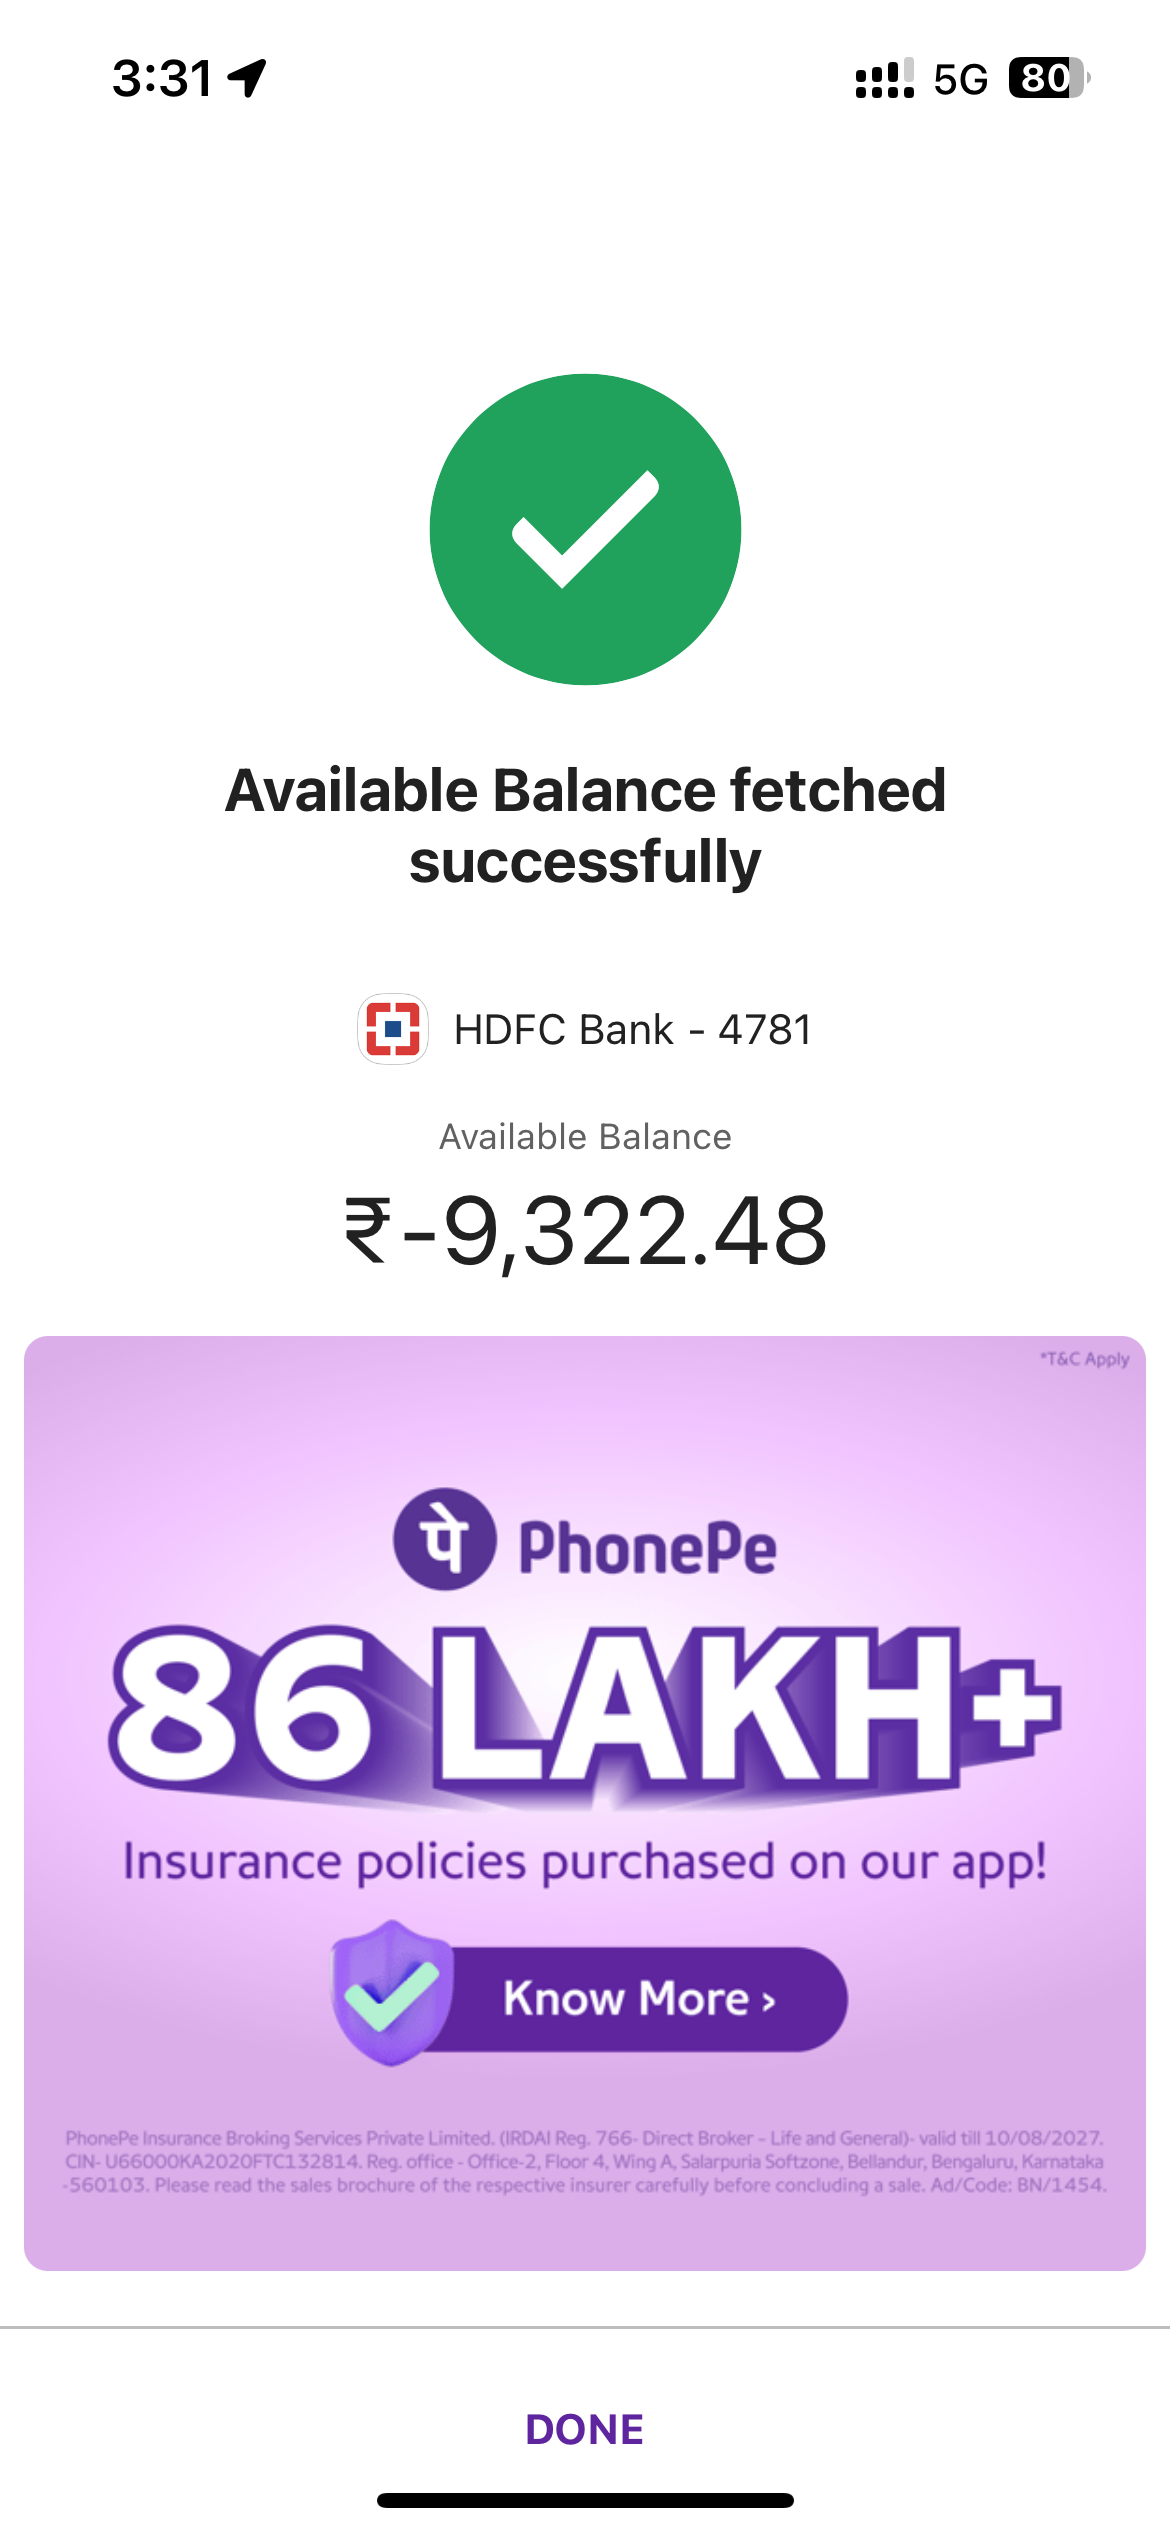 3:31
5G
80
Available Balance fetched
successfully
HDFC Bank - 4781
Available Balance
₹-9,322.48
*T&C Apply
पे PhonePe
86 LAKH+
Insurance policies purchased on our app!
Know More ›
PhonePe Insurance Broking Services Private Limited. (IRDAI Reg. 766- Direct Broker - Life and General)- valid till 10/08/2027.
CIN- U66000KA2020FTC132814. Reg. office - Office-2, Floor 4, Wing A, Salarpuria Softzone, Bellandur, Bengaluru, Karnataka
-560103. Please read the sales brochure of the respective insurer carefully before concluding a sale. Ad/Code: BN/1454.
DONE